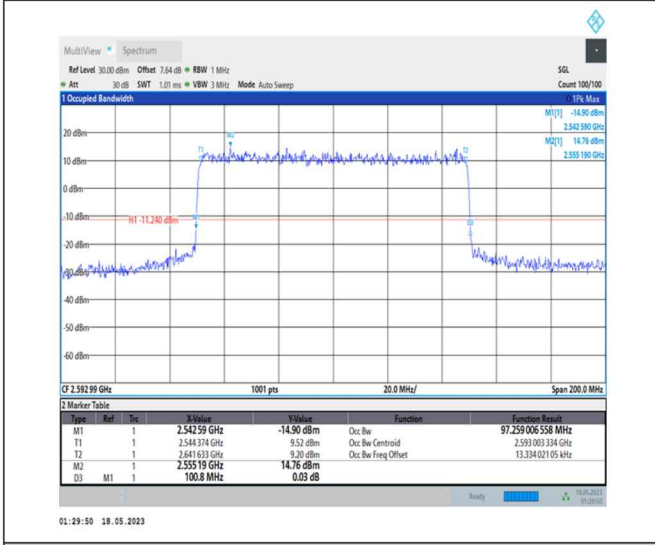 MultiView Spectrum
Ref Level 30.00 dBm Offset 7.64 dB RBW 1 MHz SGL
Att 30 dB SWT 1.01 ms VBW 3 MHz Mode Auto Sweep Count 100/100
1 Occupied Bandwidth 1Pk Max
M1[1] -14.90 dBm
2.542 590 GHz
M2[1] 14.76 dBm
2.555 190 GHz
20 dBm
M2
T1 T2
10 dBm
0 dBm
-10 dBm H1 -11.240 dBm M1 D3
-20 dBm
-30 dBm
-40 dBm
-50 dBm
-60 dBm
CF 2.592 99 GHz 1001 pts 20.0 MHz/ Span 200.0 MHz
2 Marker Table
Type Ref Trc X-Value Y-Value Function Function Result
M1 1 2.542 59 GHz -14.90 dBm Occ Bw 97.259 006 558 MHz
T1 1 2.544 374 GHz 9.52 dBm Occ Bw Centroid 2.593 003 334 GHz
T2 1 2.641 633 GHz 9.20 dBm Occ Bw Freq Offset 13.334 021 05 kHz
M2 1 2.555 19 GHz 14.76 dBm
D3 M1 1 100.8 MHz 0.03 dB
Ready 18.05.2023
01:29:50
01:29:50 18.05.2023